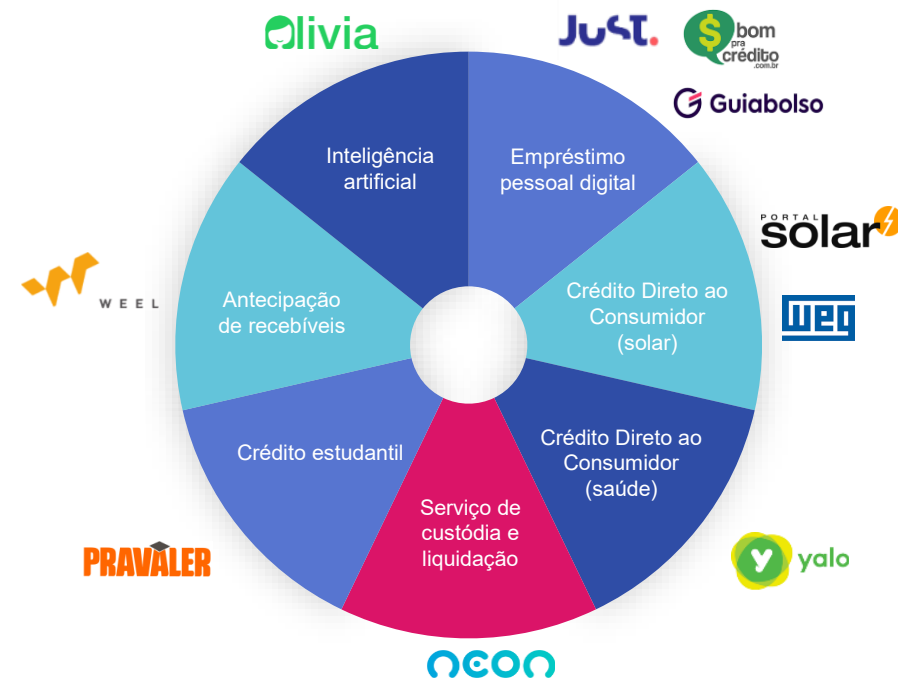 Olivia
JuST.
$
bom
pra
crédito
.com.br
Guiabolso
Inteligência
artificial
Empréstimo
pessoal digital
PORTAL
solar
Crédito Direto ao
Consumidor
(solar)
weg
Antecipação
de recebíveis
WEEL
Crédito estudantil
Crédito Direto ao
Consumidor
(saúde)
Serviço de
custódia e
liquidação
PRAVALER
y yalo
neon